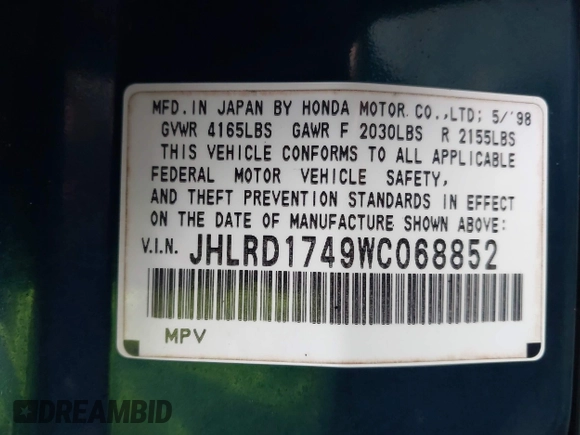 MFD.IN JAPAN BY HONDA MOTOR CO.,LTD; 5/'98
GVWR 4165LBS GAWR F 2030LBS R 2155LBS
THIS VEHICLE CONFORMS TO ALL APPLICABLE
FEDERAL MOTOR VEHICLE SAFETY,
AND THEFT PREVENTION STANDARDS IN EFFECT
ON THE DATE OF MANUFACTURE SHOWN ABOVE:
V.I.N. JHLRD1749WC068852
MPV
DREAMBID